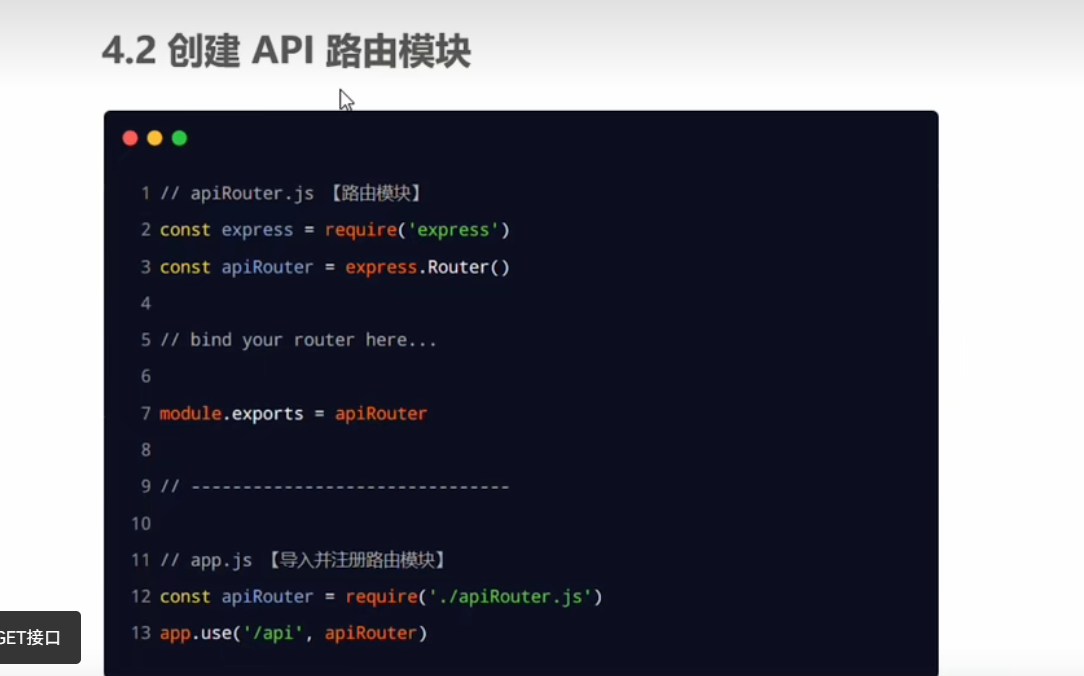 4.2 创建 API 路由模块
1 // apiRouter.js 【路由模块】
2 const express = require('express')
3 const apiRouter = express.Router()
4
5 // bind your router here...
6
7 module.exports = apiRouter
8
9 // -------------------------------
10
11 // app.js 【导入并注册路由模块】
12 const apiRouter = require('./apiRouter.js')
13 app.use('/api', apiRouter)
GET接口